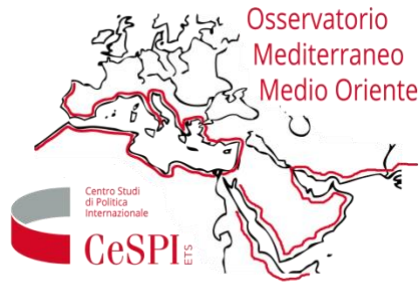 Osservatorio
Mediterraneo
Medio Oriente
Centro Studi
di Politica
Internazionale
CeSPI ETS